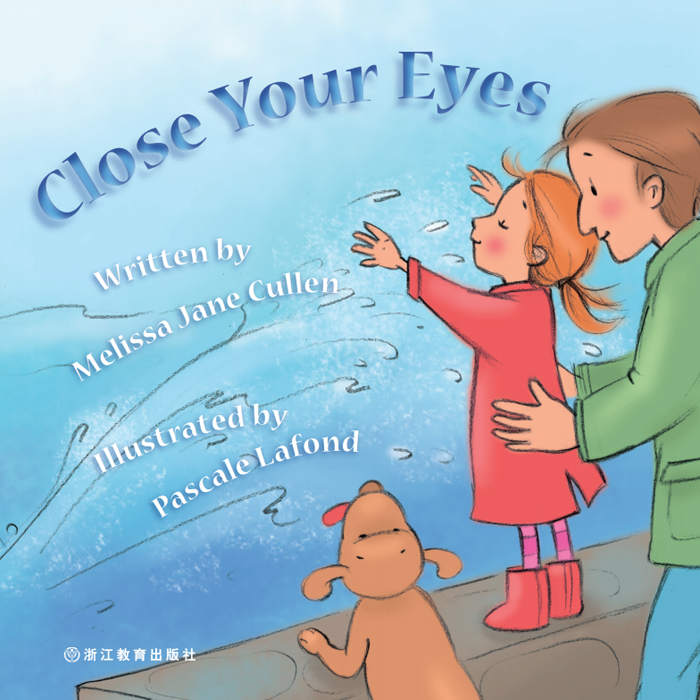 Close Your Eyes
Written by
Melissa Jane Cullen
Illustrated by
Pascale Lafond
浙江教育出版社